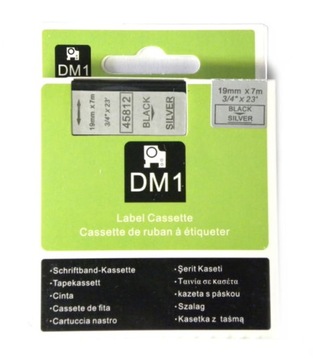 DM1
19mm x 7m
3/4" x 23'
45812
BLACK
SILVER
19mm x 7m
3/4" x 23'
BLACK
SILVER
DM1
Label Cassette
Cassette de ruban à étiqueter
·Schriftband-Kassette
·Tapekassett
·Cinta
·Cassette de fita
·Cartuccia nastro
·Şerit Kaseti
·Ταινία σε κασέτα
·kazeta s páskou
·Szalag
·Kasetka z taśmą